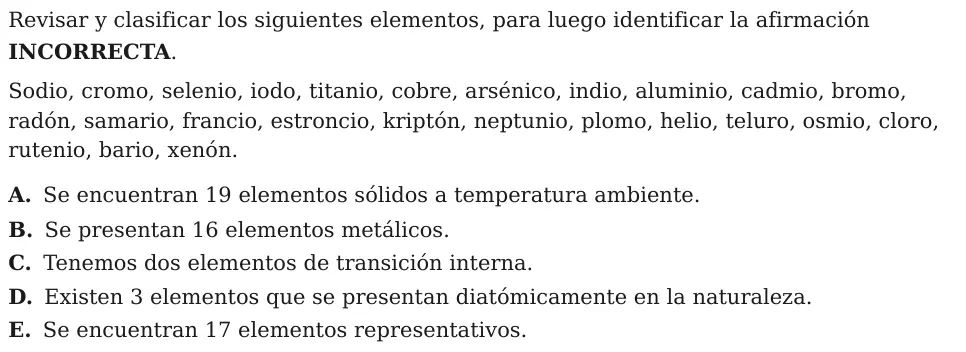 Revisar y clasificar los siguientes elementos, para luego identificar la afirmación
INCORRECTA.
Sodio, cromo, selenio, iodo, titanio, cobre, arsénico, indio, aluminio, cadmio, bromo,
radón, samario, francio, estroncio, kriptón, neptunio, plomo, helio, teluro, osmio, cloro,
rutenio, bario, xenón.
A. Se encuentran 19 elementos sólidos a temperatura ambiente.
B. Se presentan 16 elementos metálicos.
C. Tenemos dos elementos de transición interna.
D. Existen 3 elementos que se presentan diatómicamente en la naturaleza.
E. Se encuentran 17 elementos representativos.